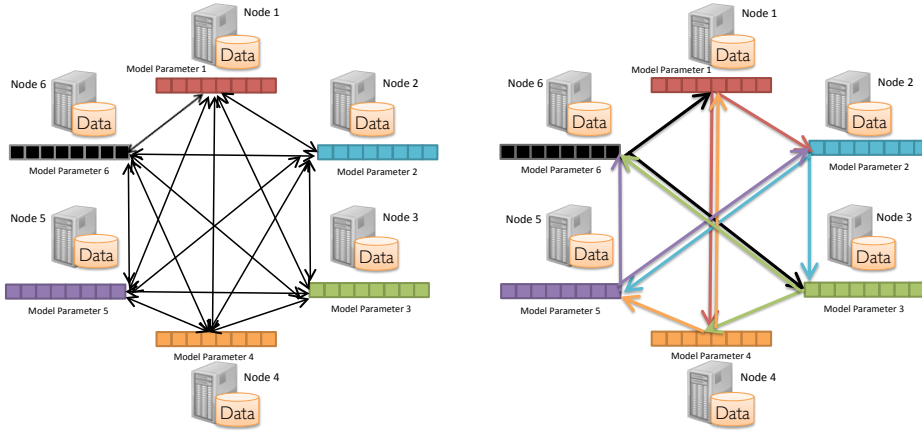 Node 1
Data
Model Parameter 1
Node 6
Data
Node 2
Data
Model Parameter 6
Model Parameter 2
Node 5
Data
Node 3
Data
Model Parameter 5
Model Parameter 3
Model Parameter 4
Node 4
Data
Node 1
Data
Model Parameter 1
Node 6
Data
Node 2
Data
Model Parameter 6
Model Parameter 2
Node 5
Data
Node 3
Data
Model Parameter 5
Model Parameter 3
Model Parameter 4
Node 4
Data